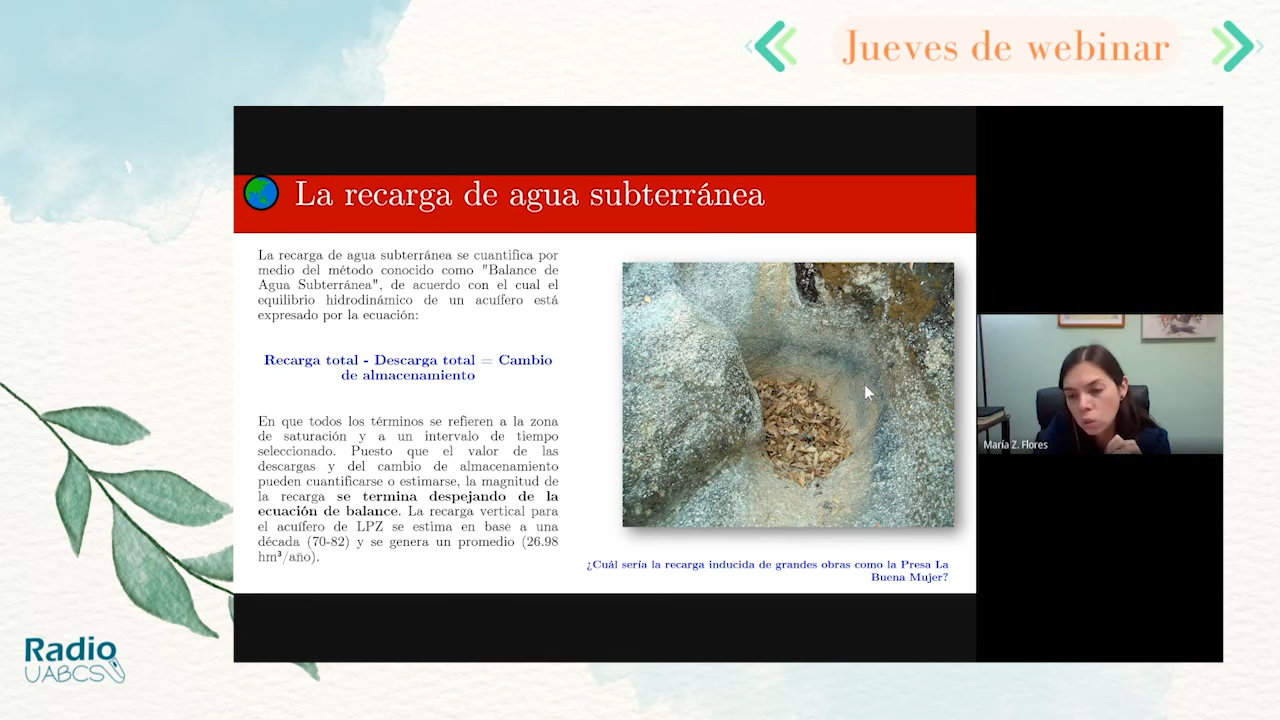 Jueves de webinar
La recarga de agua subterránea
La recarga de agua subterránea se cuantifica por
medio del método conocido como "Balance de
Agua Subterránea", de acuerdo con el cual el
equilibrio hidrodinámico de un acuífero está
expresado por la ecuación:
Recarga total - Descarga total = Cambio
de almacenamiento
En que todos los términos se refieren a la zona
de saturación y a un intervalo de tiempo
seleccionado. Puesto que el valor de las
descargas y del cambio de almacenamiento
pueden cuantificarse o estimarse, la magnitud de
la recarga se termina despejando de la
ecuación de balance. La recarga vertical para
el acuífero de LPZ se estima en base a una
década (70-82) y se genera un promedio (26.98
hm³/año).
¿Cuál sería la recarga inducida de grandes obras como la Presa La
Buena Mujer?
María Z. Flores
Radio
UABCS